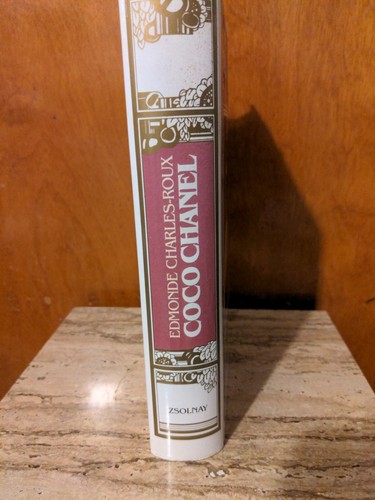 EDMONDE CHARLES-ROUX
COCO CHANEL
ZSOLNAY